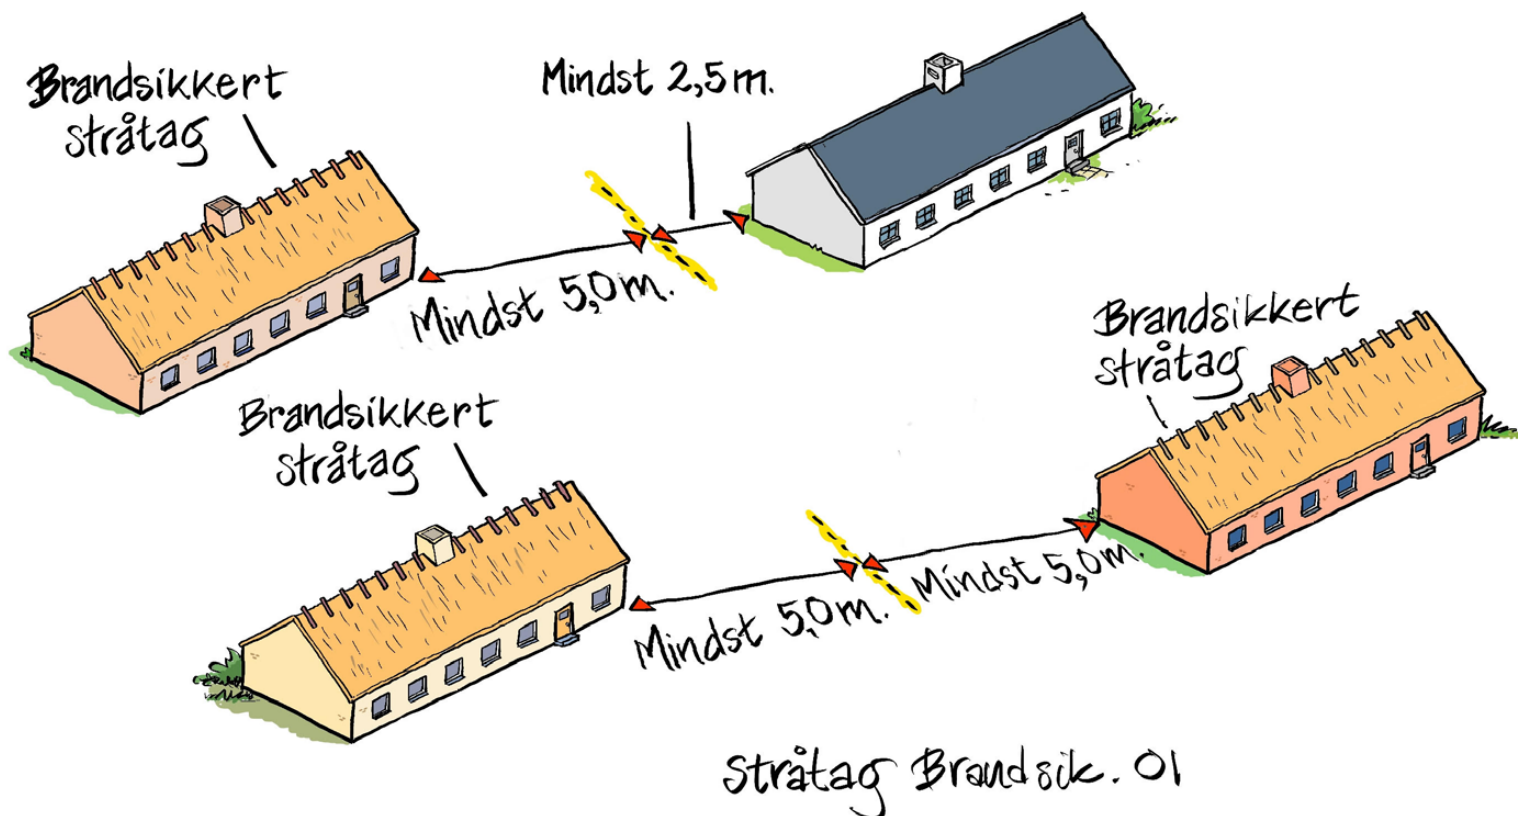 Brandsikkert
stråtag
Mindst 2,5 m.
Mindst 5,0 m.
Brandsikkert
stråtag
Brandsikkert
stråtag
Mindst 5,0 m.
Mindst 5,0 m.
Stråtag Brandsik. 01